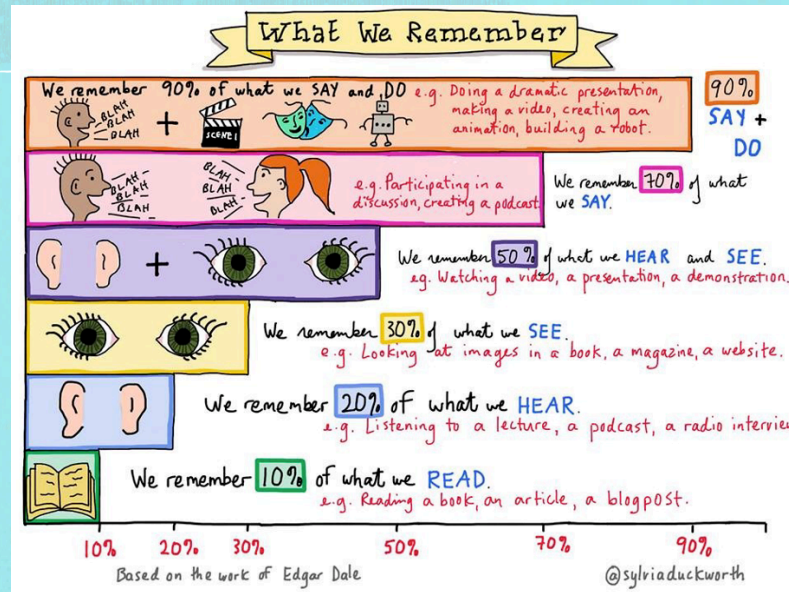 What We Remember
We remember 90% of what we SAY and DO e.g. Doing a dramatic presentation,
making a video, creating an
animation, building a robot.
BLAH
BLAH
BLAH
SCENE 1
90%
SAY +
DO
BLAH
BLAH
BLAH
BLAH
BLAH
BLAH
e.g. Participating in a
discussion, creating a podcast.
We remember 70% of what
we SAY.
We remember 50% of what we HEAR and SEE.
eg. Watching a video, a presentation, a demonstration.
We remember 30% of what we SEE.
e.g. Looking at images in a book, a magazine, a website.
We remember 20% of what we HEAR.
e.g. Listening to a lecture, a podcast, a radio interview
We remember 10% of what we READ.
e.g. Reading a book, an article, a blogpost.
10% 20% 30% 50% 70% 90%
Based on the work of Edgar Dale @sylviaduckworth